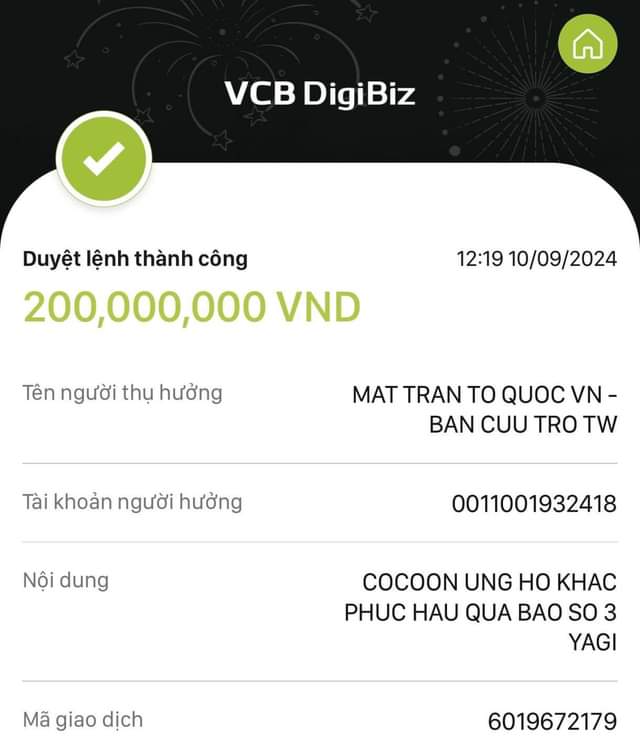 VCB DigiBiz
Duyệt lệnh thành công 12:19 10/09/2024
200,000,000 VND
Tên người thụ hưởng MAT TRAN TO QUOC VN -
BAN CUU TRO TW
Tài khoản người hưởng 0011001932418
Nội dung COCOON UNG HO KHAC
PHUC HAU QUA BAO SO 3
YAGI
Mã giao dịch 6019672179